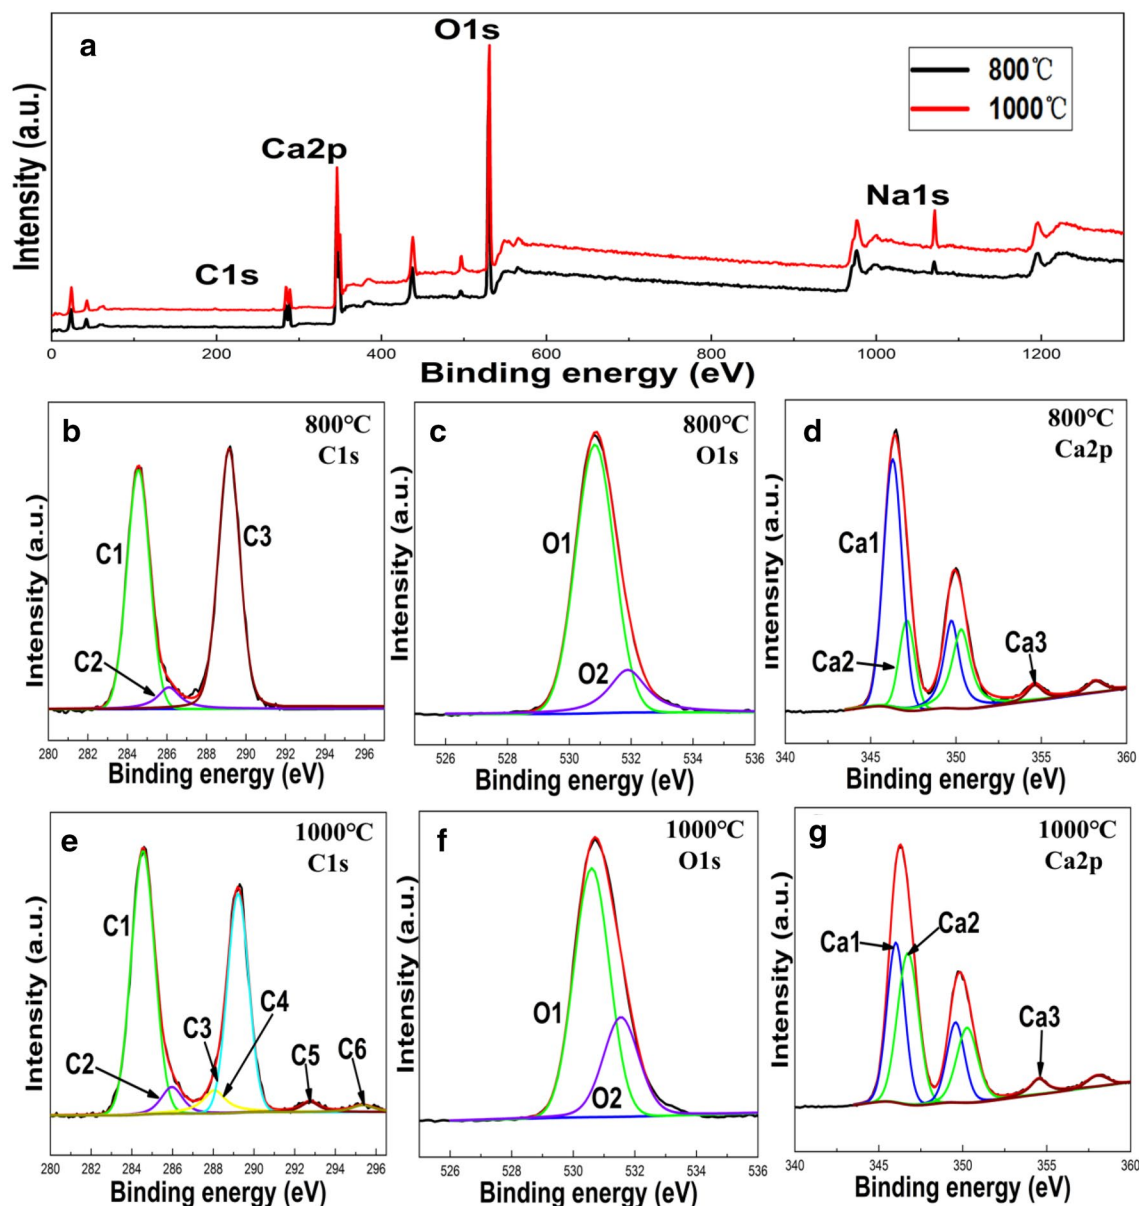 a
O1s
800℃
1000℃
Ca2p
Na1s
C1s
Intensity (a.u.)
0 200 400 600 800 1000 1200
Binding energy (eV)
b
800°C
C1s
C1
C2
C3
Intensity (a.u.)
280 282 284 286 288 290 292 294 296
Binding energy (eV)
c
800°C
O1s
O1
O2
Intensity (a.u.)
526 528 530 532 534 536
Binding energy (eV)
d
800°C
Ca2p
Ca1
Ca2
Ca3
Intensity (a.u.)
340 345 350 355 360
Binding energy (eV)
e
1000°C
C1s
C1
C2
C3
C4
C5
C6
Intensity (a.u.)
280 282 284 286 288 290 292 294 296
Binding energy (eV)
f
1000°C
O1s
O1
O2
Intensity (a.u.)
526 528 530 532 534 536
Binding energy (eV)
g
1000°C
Ca2p
Ca1
Ca2
Ca3
Intensity (a.u.)
340 345 350 355 360
Binding energy (eV)